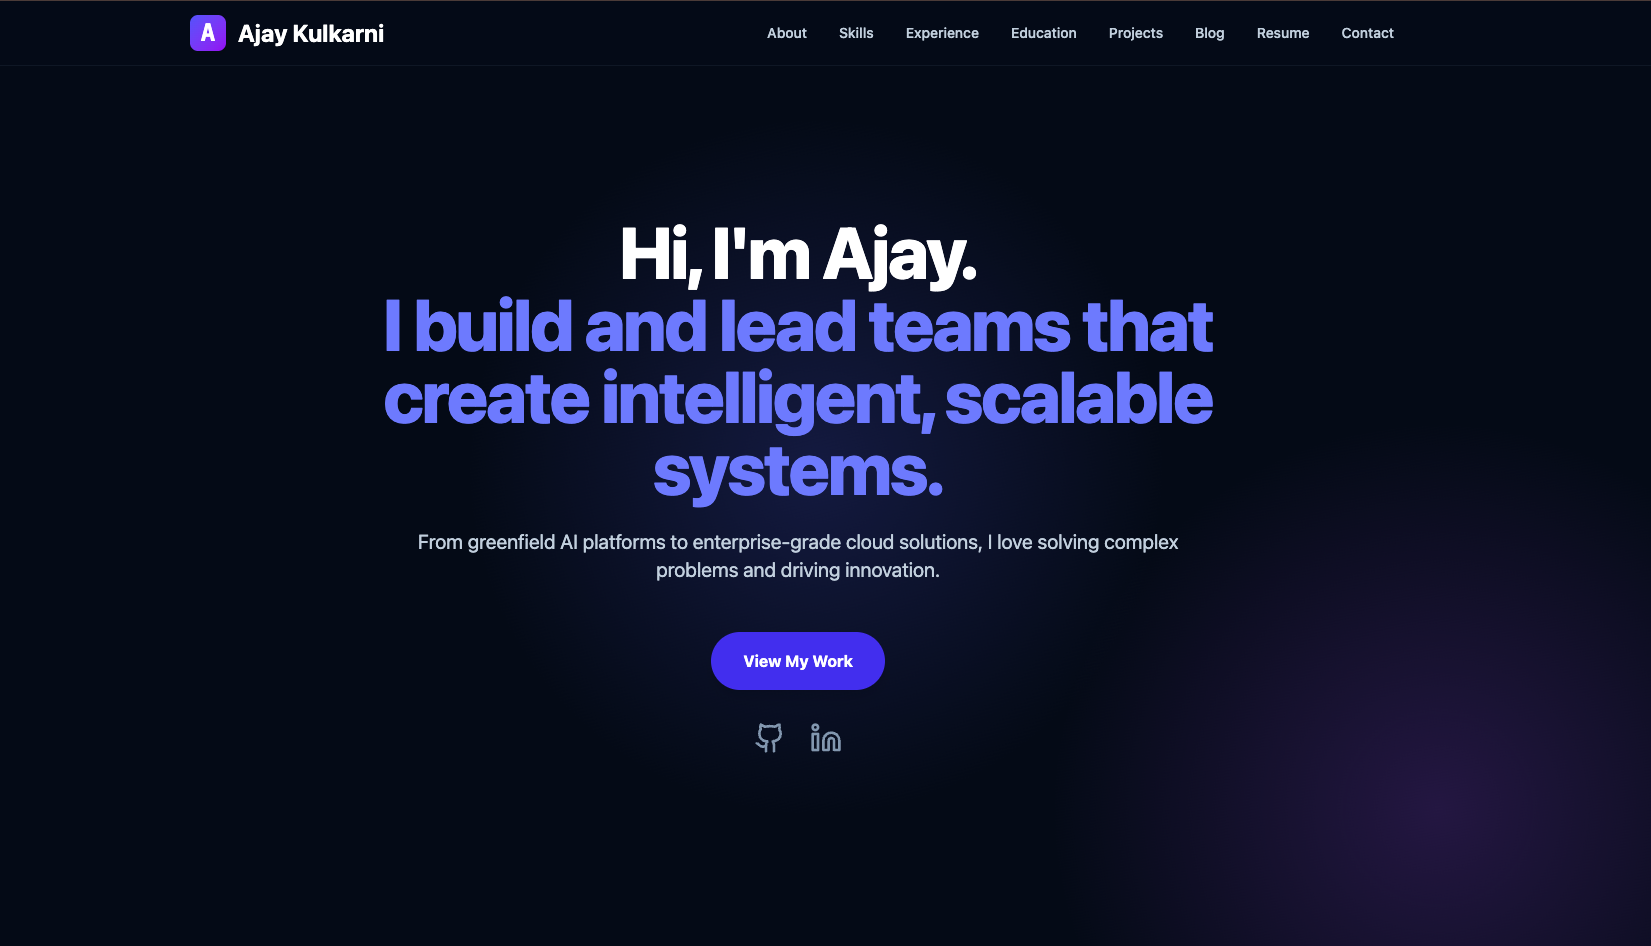 A Ajay Kulkarni
About Skills Experience Education Projects Blog Resume Contact
Hi, I'm Ajay.
I build and lead teams that
create intelligent, scalable
systems.
From greenfield AI platforms to enterprise-grade cloud solutions, I love solving complex
problems and driving innovation.
View My Work